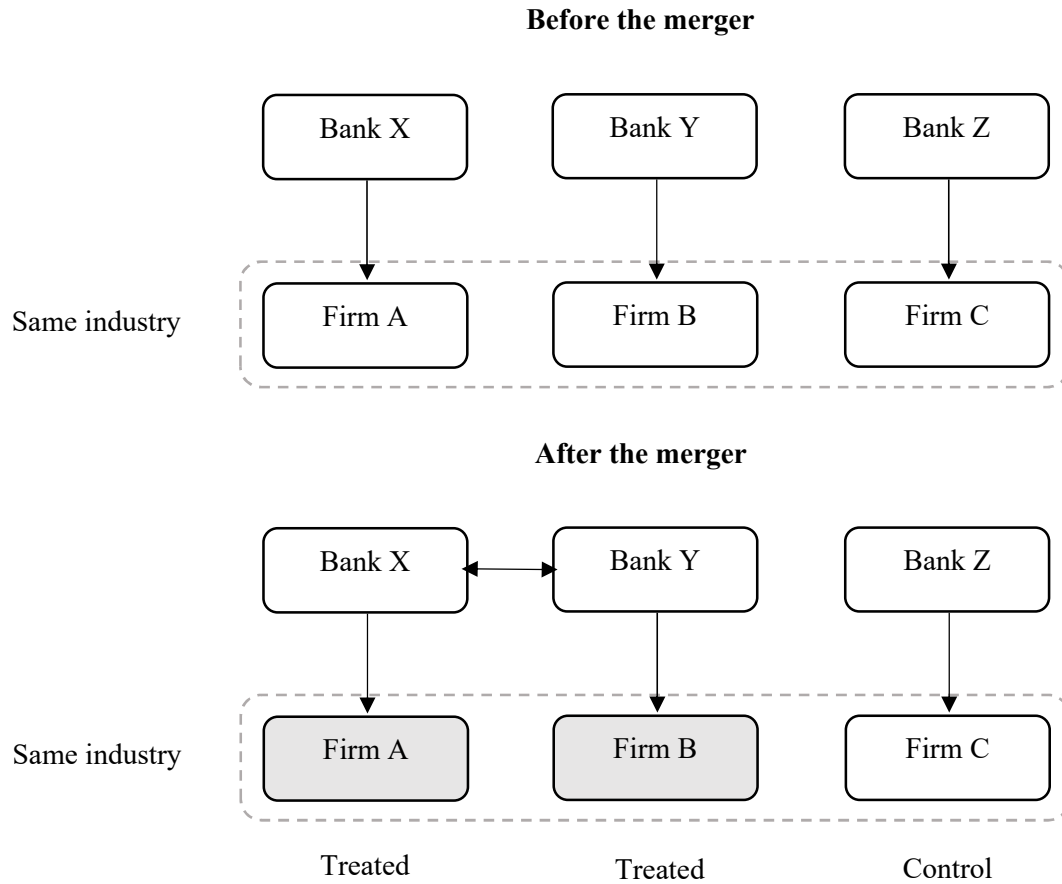 Before the merger
Bank X
Bank Y
Bank Z
Same industry
Firm A
Firm B
Firm C
After the merger
Bank X
Bank Y
Bank Z
Same industry
Firm A
Firm B
Firm C
Treated
Treated
Control